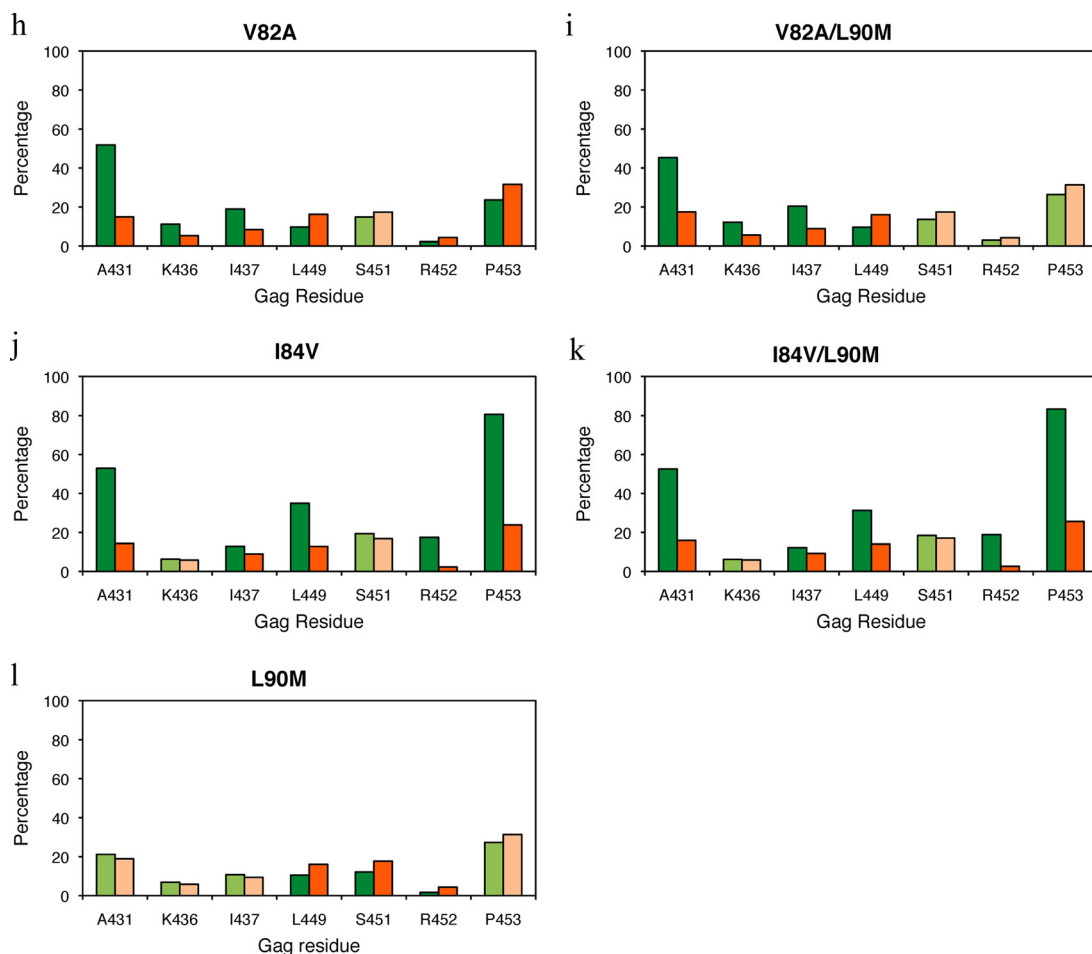 h
V82A
Percentage
100
80
60
40
20
0
A431 K436 I437 L449 S451 R452 P453
Gag Residue
i
V82A/L90M
Percentage
100
80
60
40
20
0
A431 K436 I437 L449 S451 R452 P453
Gag Residue
j
I84V
Percentage
100
80
60
40
20
0
A431 K436 I437 L449 S451 R452 P453
Gag Residue
k
I84V/L90M
Percentage
100
80
60
40
20
0
A431 K436 I437 L449 S451 R452 P453
Gag Residue
l
L90M
Percentage
100
80
60
40
20
0
A431 K436 I437 L449 S451 R452 P453
Gag residue